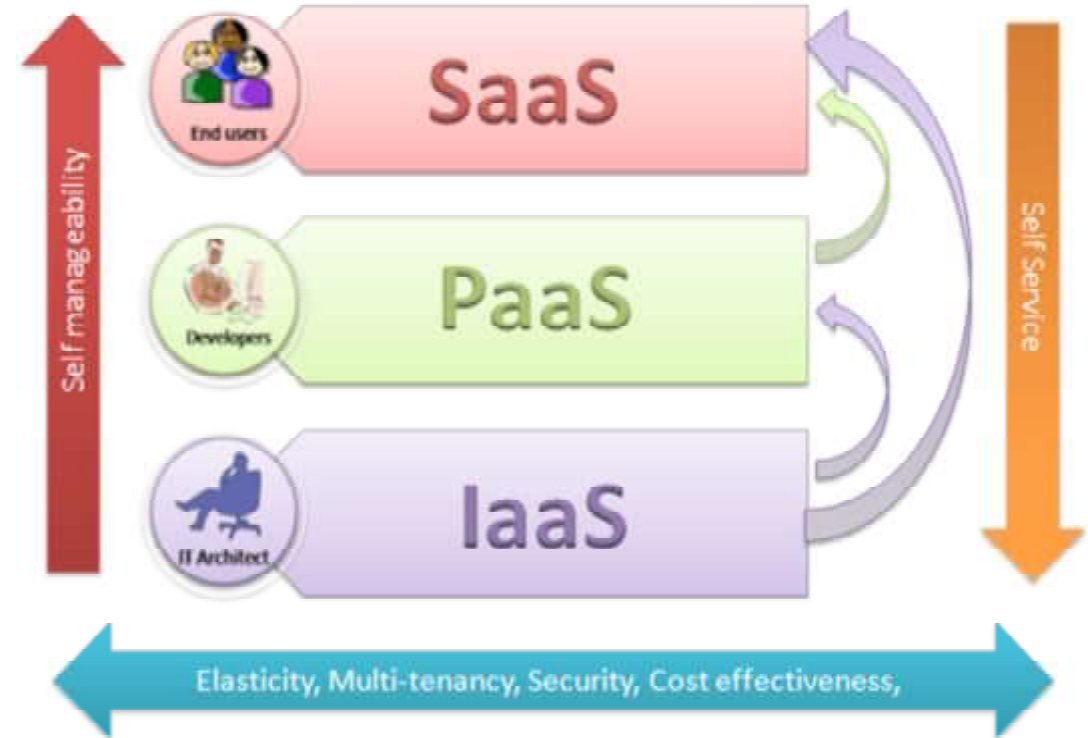 SaaS
End users
PaaS
Developers
IaaS
IT Architect
Self manageability
Self Service
Elasticity, Multi-tenancy, Security, Cost effectiveness,